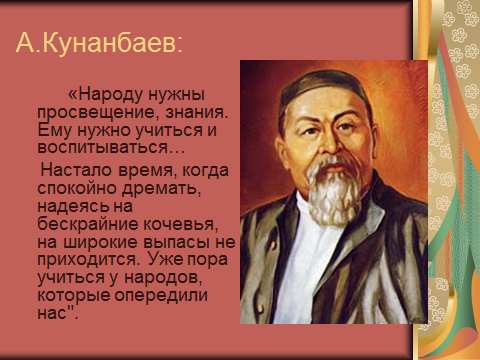 А.Кунанбаев:
«Народу нужны
просвещение, знания.
Ему нужно учиться и
воспитываться…
Настало время, когда
спокойно дремать,
надеясь на
бескрайние кочевья,
на широкие выпасы не
приходится. Уже пора
учиться у народов,
которые опередили
нас".